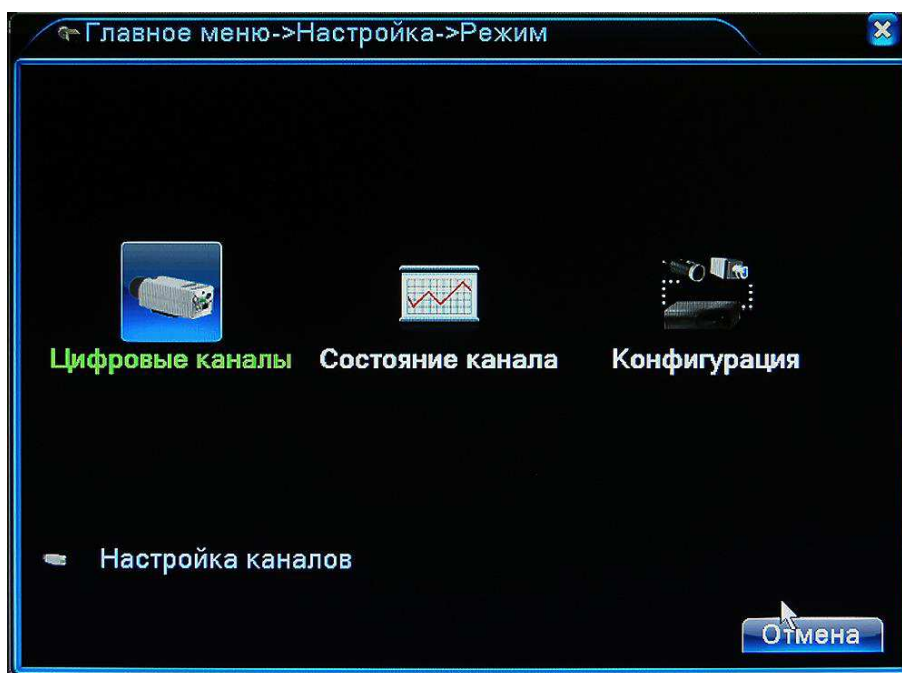 Главное меню->Настройка->Режим
Цифровые каналы
Состояние канала
Конфигурация
Настройка каналов
Отмена